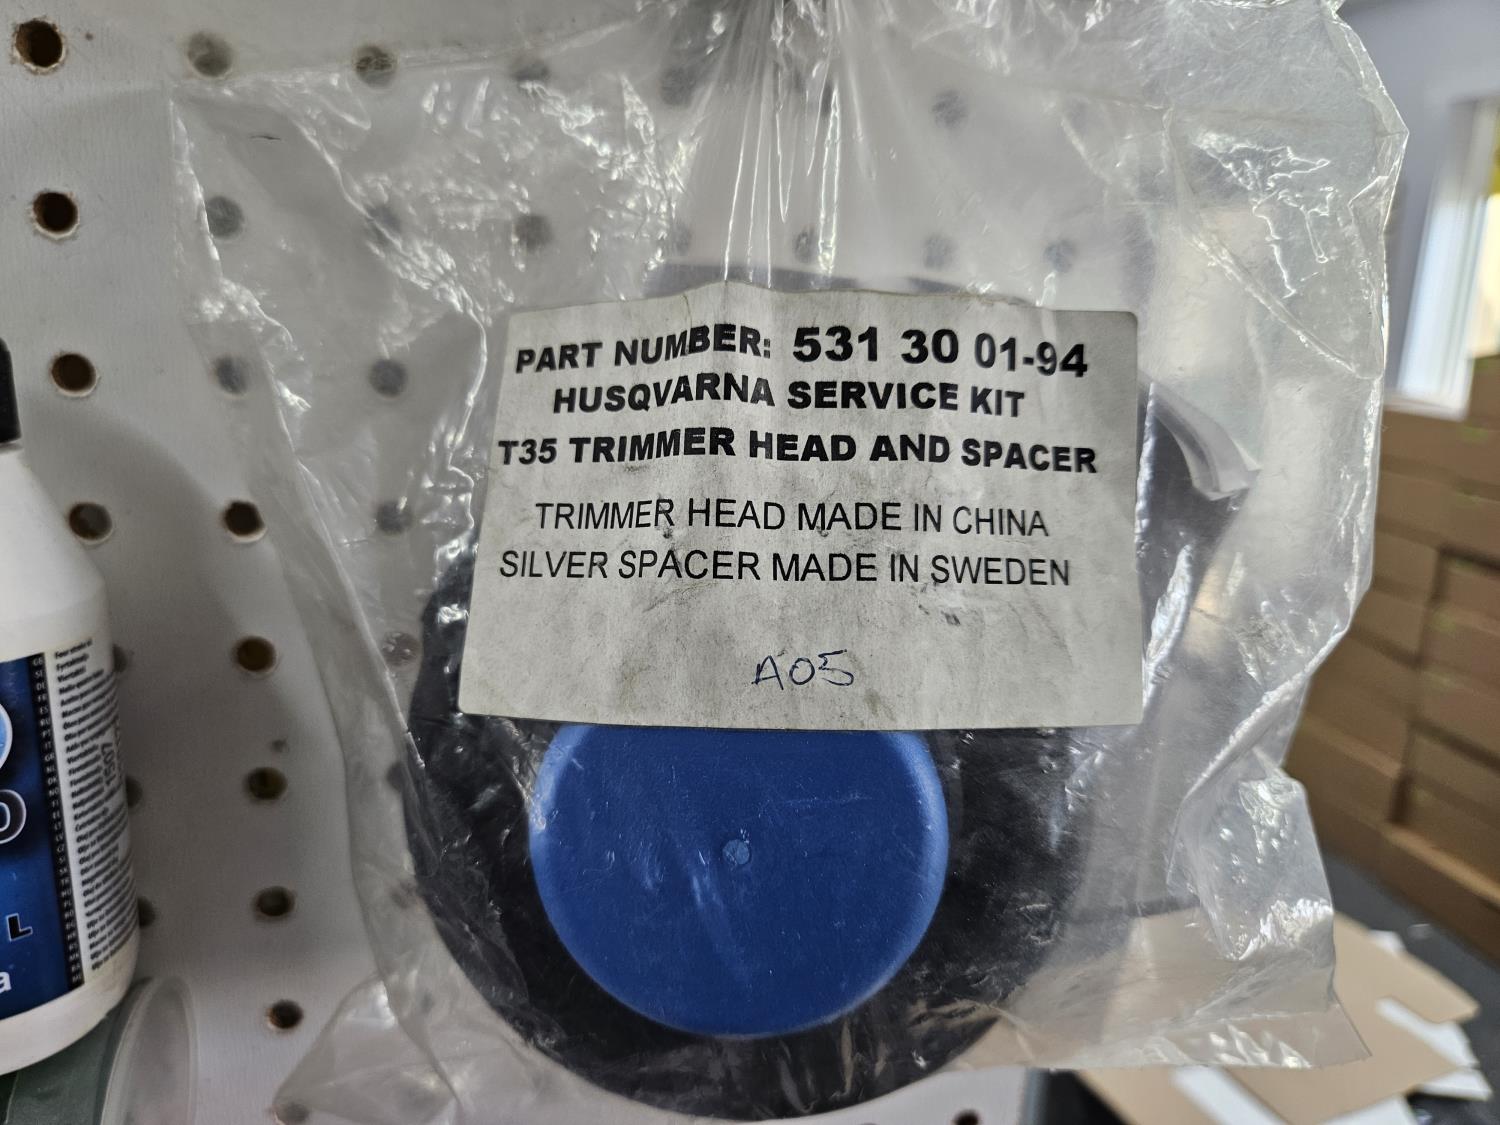 PART NUMBER: 531 30 01-94
HUSQVARNA SERVICE KIT
T35 TRIMMER HEAD AND SPACER
TRIMMER HEAD MADE IN CHINA
SILVER SPACER MADE IN SWEDEN
A05
L
a